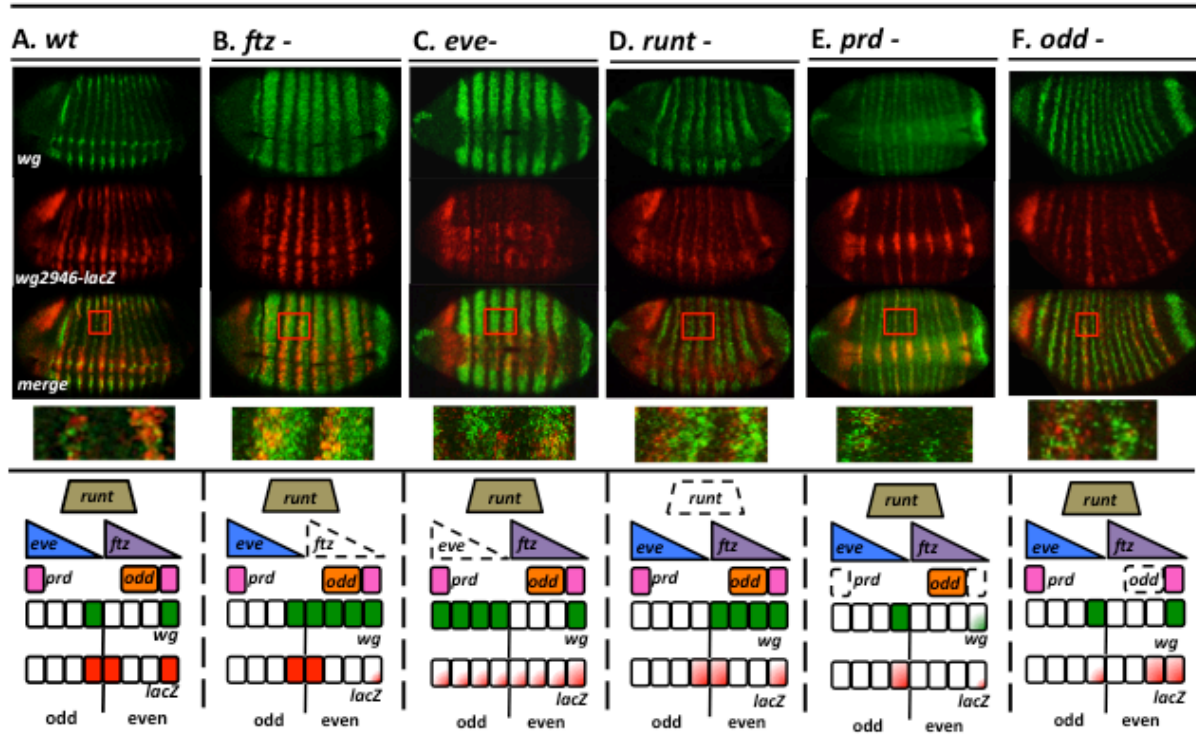 A. wt
B. ftz -
C. eve-
D. runt -
E. prd -
F. odd -
wg
wg2946-lacZ
merge
runt
runt
runt
runt
runt
runt
eve
ftz
eve
ftz
eve
ftz
eve
ftz
eve
ftz
eve
ftz
prd
odd
prd
odd
prd
odd
prd
odd
prd
odd
prd
odd
wg
wg
wg
wg
wg
wg
lacZ
lacZ
lacZ
lacZ
lacZ
lacZ
odd
even
odd
even
odd
even
odd
even
odd
even
odd
even